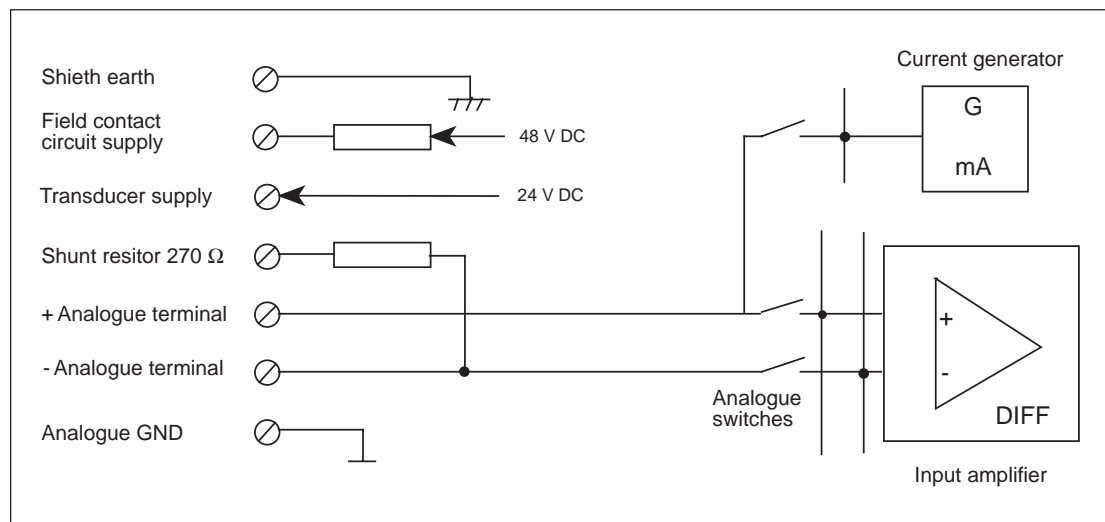 Shieth earth
Current generator
G
mA
Field contact
circuit supply
48 V DC
Transducer supply
24 V DC
Shunt resitor 270 Ω
+ Analogue terminal
+
- Analogue terminal
-
Analogue
switches
DIFF
Analogue GND
Input amplifier